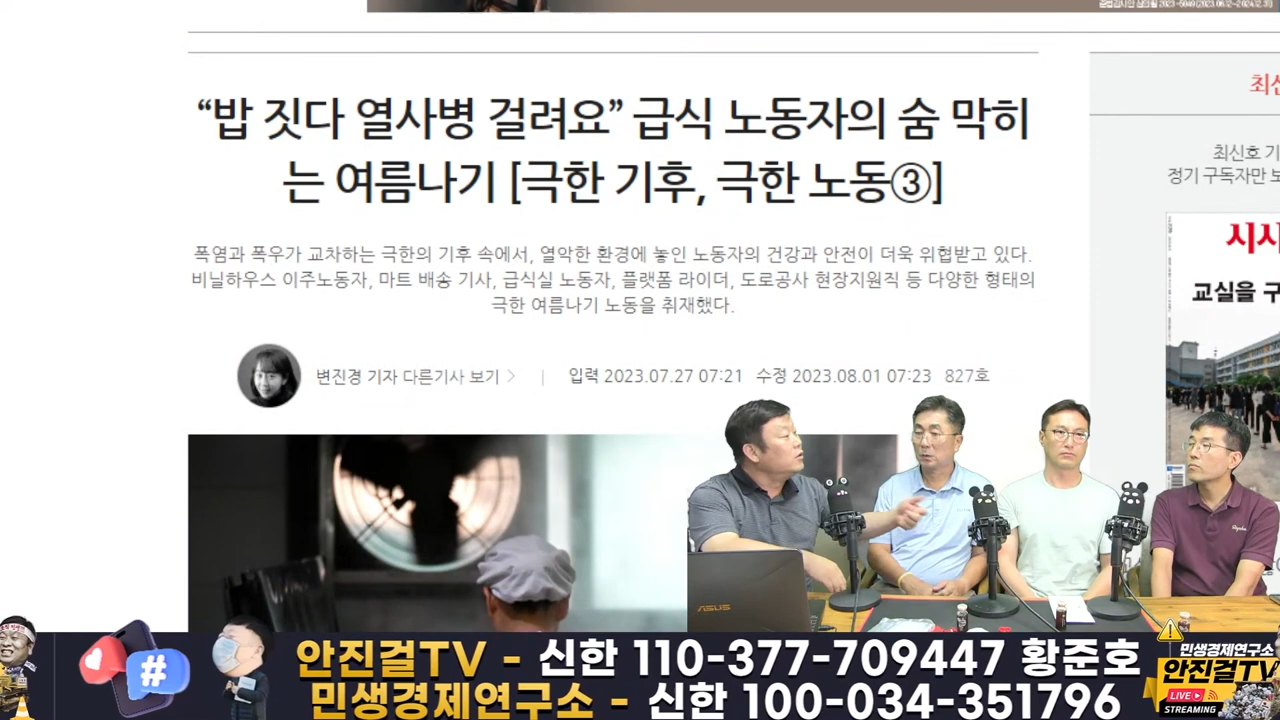 “밥 짓다 열사병 걸려요” 급식 노동자의 숨 막히
는 여름나기 [극한 기후, 극한 노동③]
폭염과 폭우가 교차하는 극한의 기후 속에서, 열악한 환경에 놓인 노동자의 건강과 안전이 더욱 위협받고 있다.
비닐하우스 이주노동자, 마트 배송 기사, 급식실 노동자, 플랫폼 라이더, 도로공사 현장지원직 등 다양한 형태의
극한 여름나기 노동을 취재했다.
변진경 기자 다른기사 보기 > | 입력 2023.07.27 07:21 수정 2023.08.01 07:23 827호
최신호 기
정기 구독자만 보
시사
교실을 구
ASUS
#
안진걸TV - 신한 110-377-709447 황준호
민생경제연구소 - 신한 100-034-351796
민생경제연구소
안진걸TV
LIVE
STREAMING